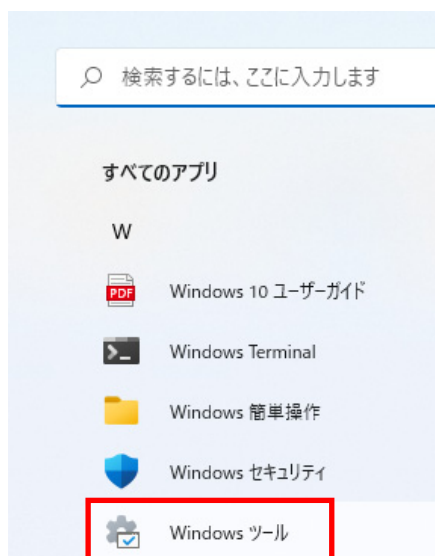 検索するには、ここに入力します
すべてのアプリ
W
PDF
Windows 10 ユーザーガイド
Windows Terminal
Windows 簡単操作
Windows セキュリティ
Windows ツール